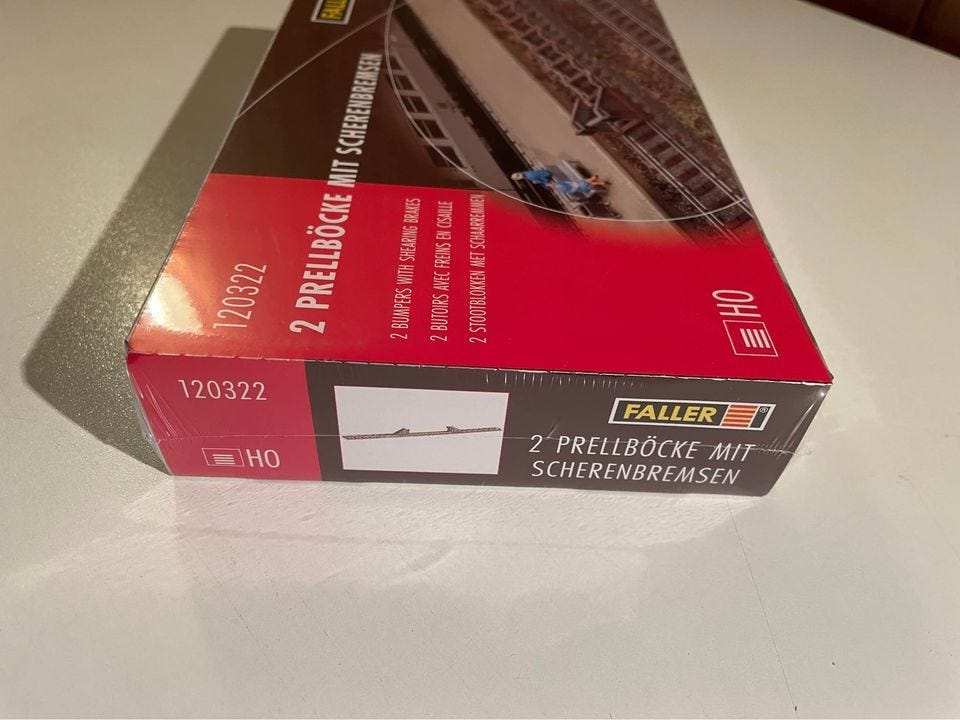 FALLER
2 PRELLBÖCKE MIT SCHERENBREMSEN
120322
2 BUMPERS WITH SHEARING BRAKES
2 BUTOIRS AVEC FREINS EN CISAILLE
2 STOOTBLOKKEN MET SCHAARREMMEN
HO
120322
HO
FALLER®
2 PRELLBÖCKE MIT
SCHERENBREMSEN